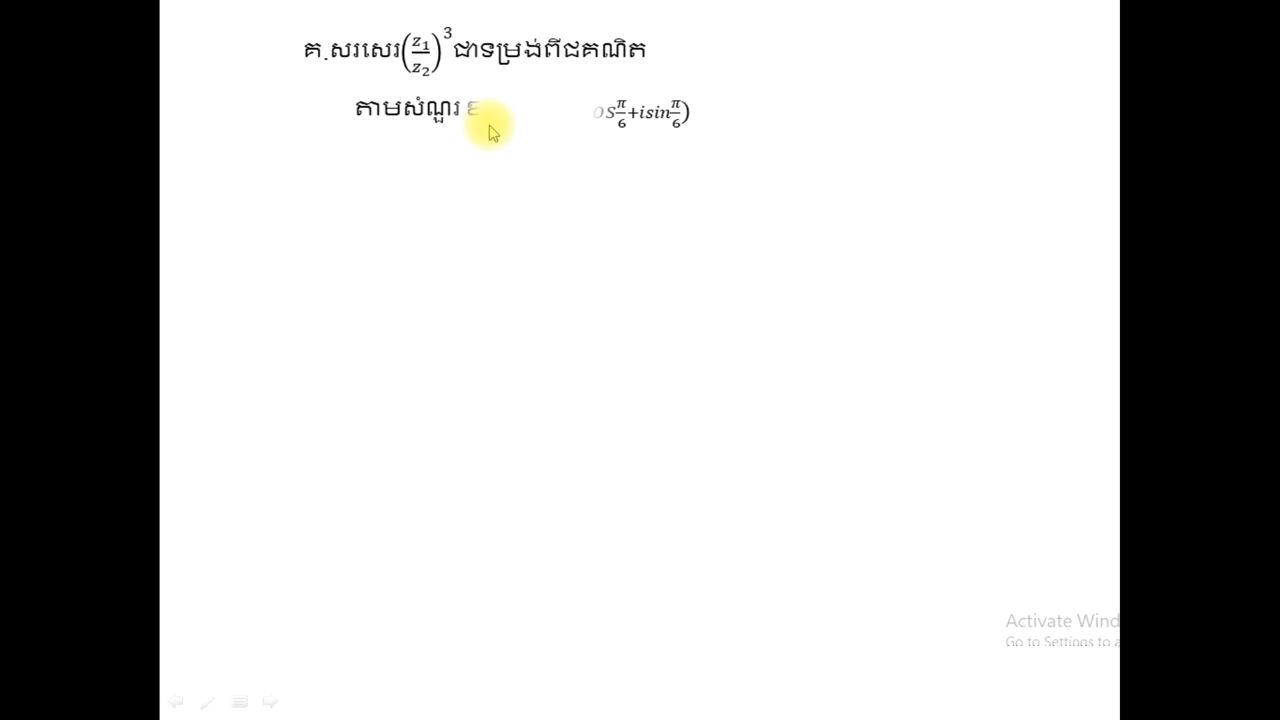 គ.សរសេរ(z₁/z₂)³ជាទម្រង់ពីជគណិត
តាមសំណួរ ខ os π/6+isin π/6)
Activate Wind
Go to Settings to a